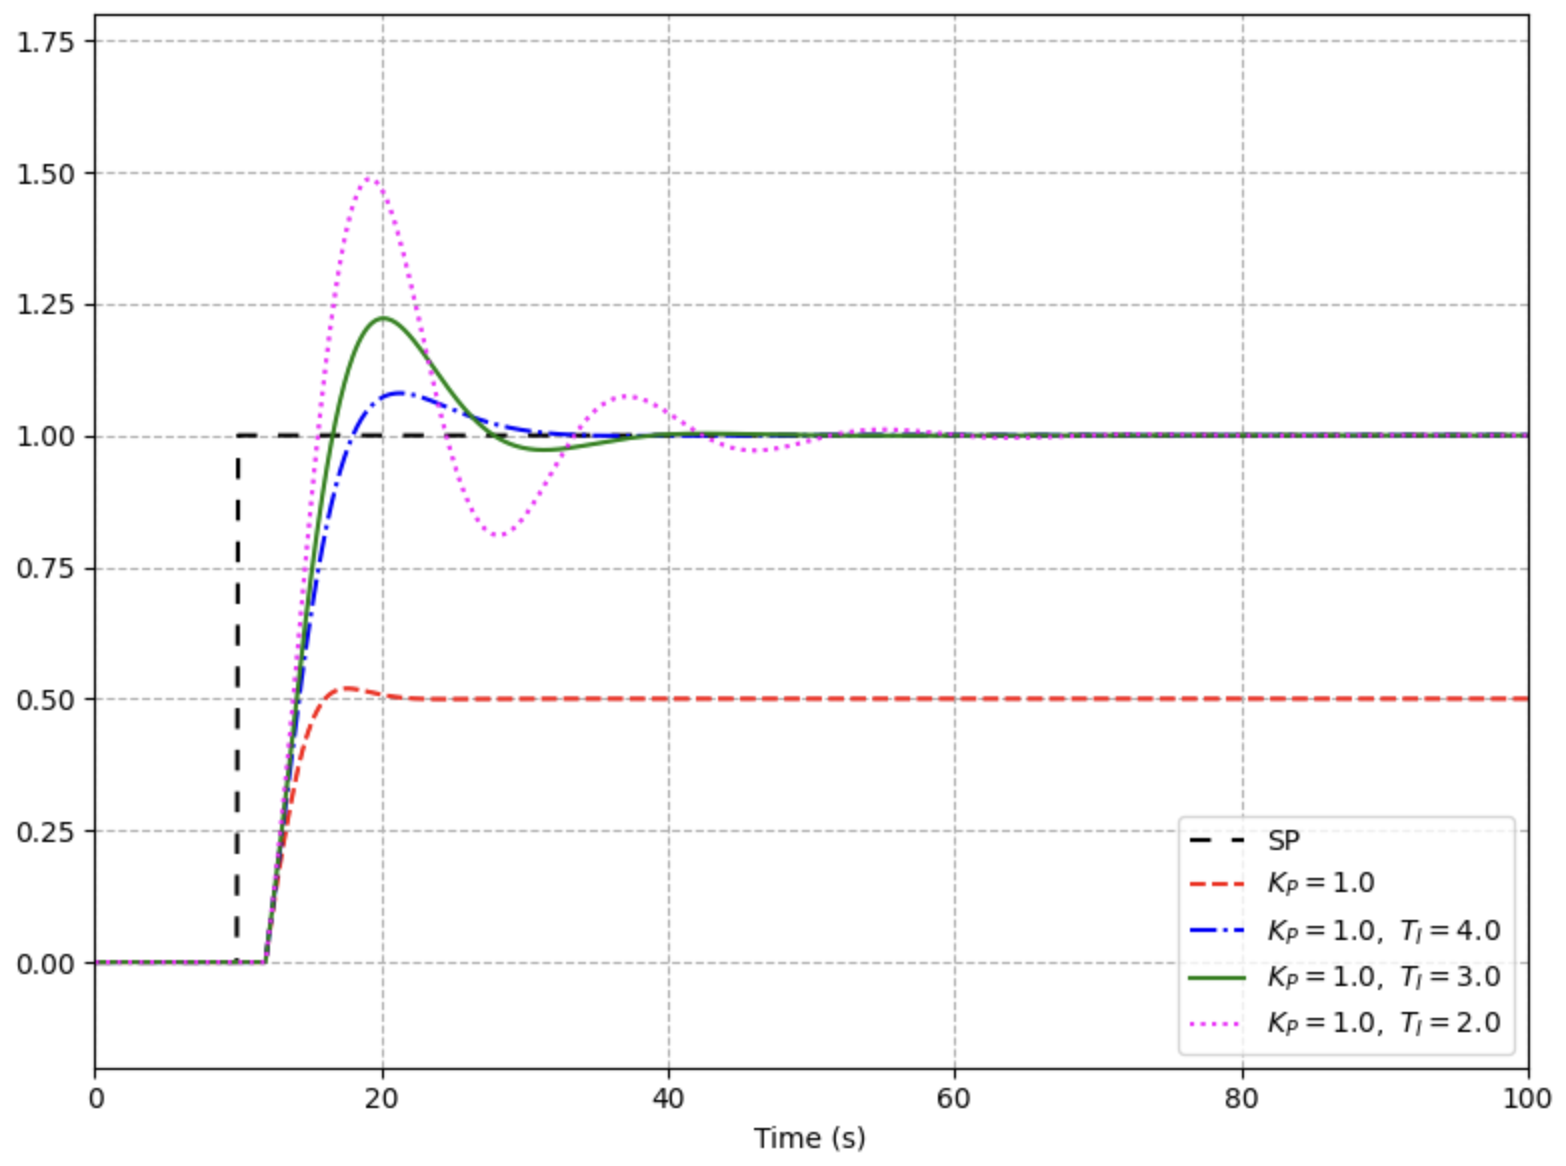 1.75
1.50
1.25
1.00
0.75
0.50
0.25
0.00
SP
K_P = 1.0
K_P = 1.0, T_I = 4.0
K_P = 1.0, T_I = 3.0
K_P = 1.0, T_I = 2.0
0 20 40 60 80 100
Time (s)